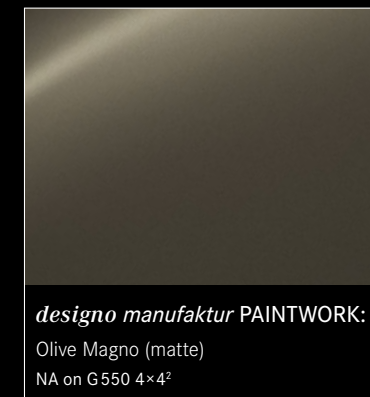 designo manufaktur PAINTWORK:
Olive Magno (matte)
NA on G550 4×4²